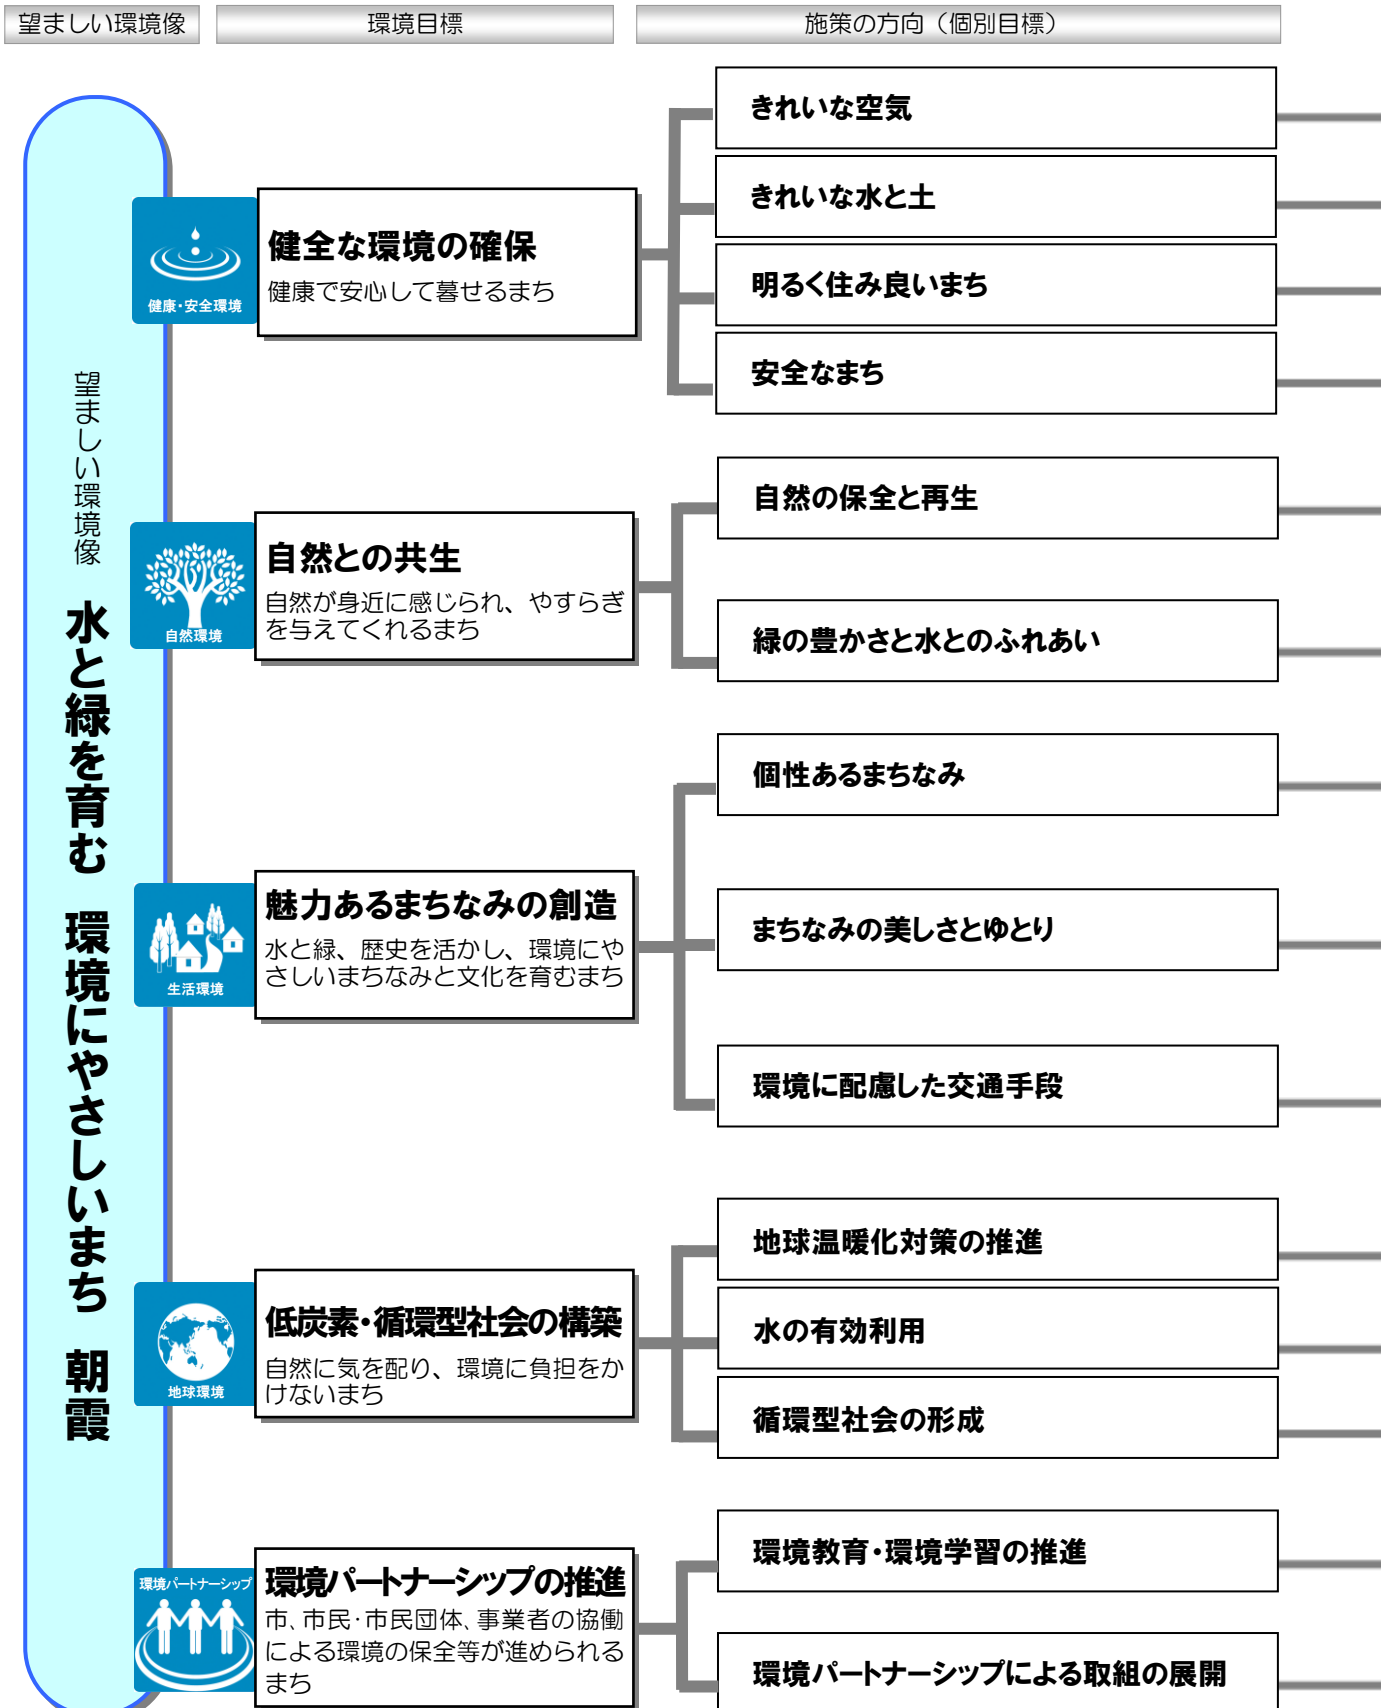 望ましい環境像
環境目標
施策の方向（個別目標）
望ましい環境像
水と緑を育む　環境にやさしいまち　朝霞
健康・安全環境
健全な環境の確保
健康で安心して暮せるまち
きれいな空気
きれいな水と土
明るく住み良いまち
安全なまち
自然環境
自然との共生
自然が身近に感じられ、やすらぎ
を与えてくれるまち
自然の保全と再生
緑の豊かさと水とのふれあい
生活環境
魅力あるまちなみの創造
水と緑、歴史を活かし、環境にや
さしいまちなみと文化を育むまち
個性あるまちなみ
まちなみの美しさとゆとり
環境に配慮した交通手段
地球環境
低炭素・循環型社会の構築
自然に気を配り、環境に負担をか
けないまち
地球温暖化対策の推進
水の有効利用
循環型社会の形成
環境パートナーシップ
環境パートナーシップの推進
市、市民・市民団体、事業者の協働
による環境の保全等が進められる
まち
環境教育・環境学習の推進
環境パートナーシップによる取組の展開